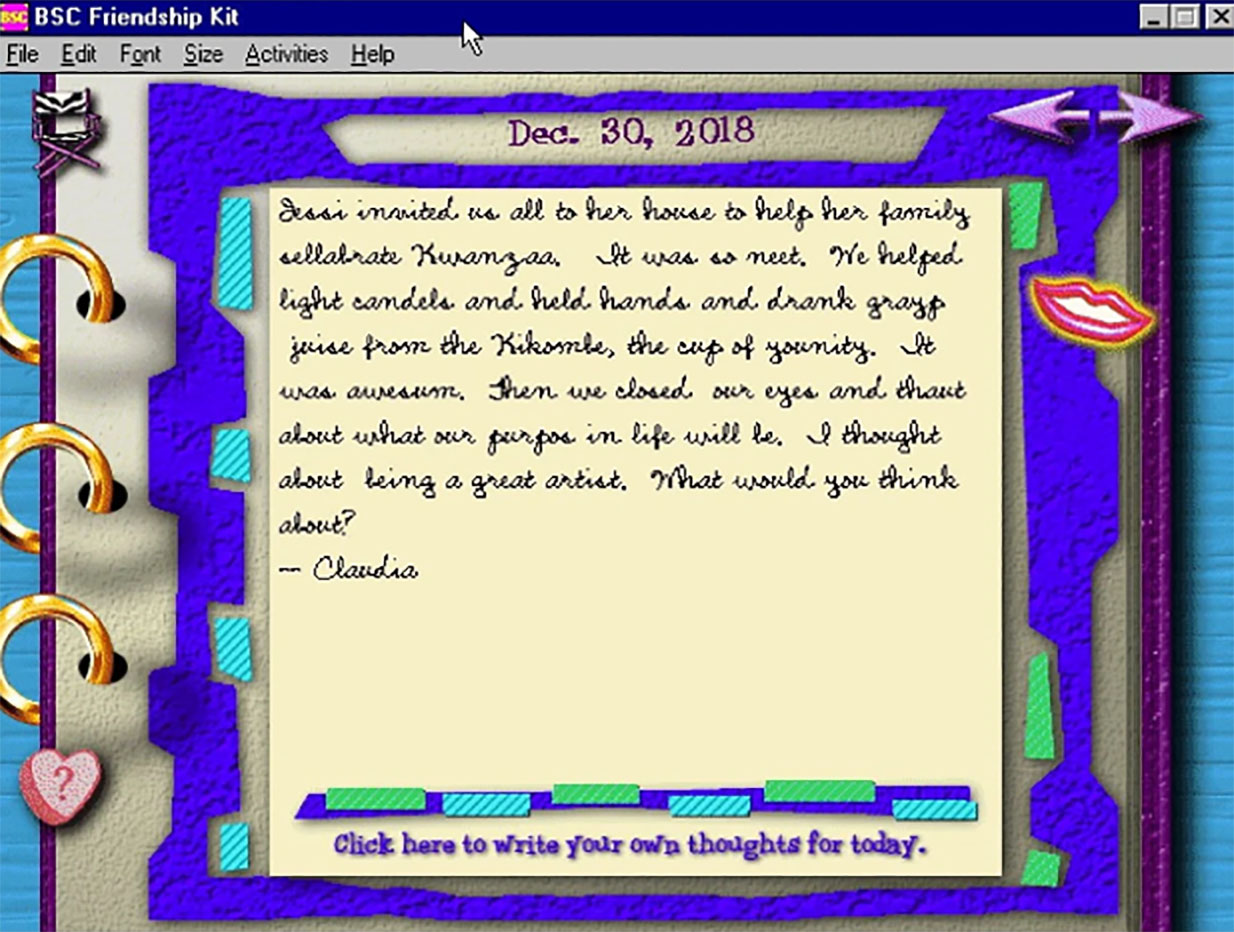 BSC BSC Friendship Kit
File Edit Font Size Activities Help
Dec. 30, 2018
Jessi invited us all to her house to help her family
sellabrate Kwanzaa. It was so neet. We helped
light candels and held hands and drank grayp
juise from the Kikombe, the cup of younity. It
was awesum. Then we closed our eyes and thaut
about what our purpos in life will be. I thought
about being a great artist. What would you think
about?
— Claudia
?
Click here to write your own thoughts for today.